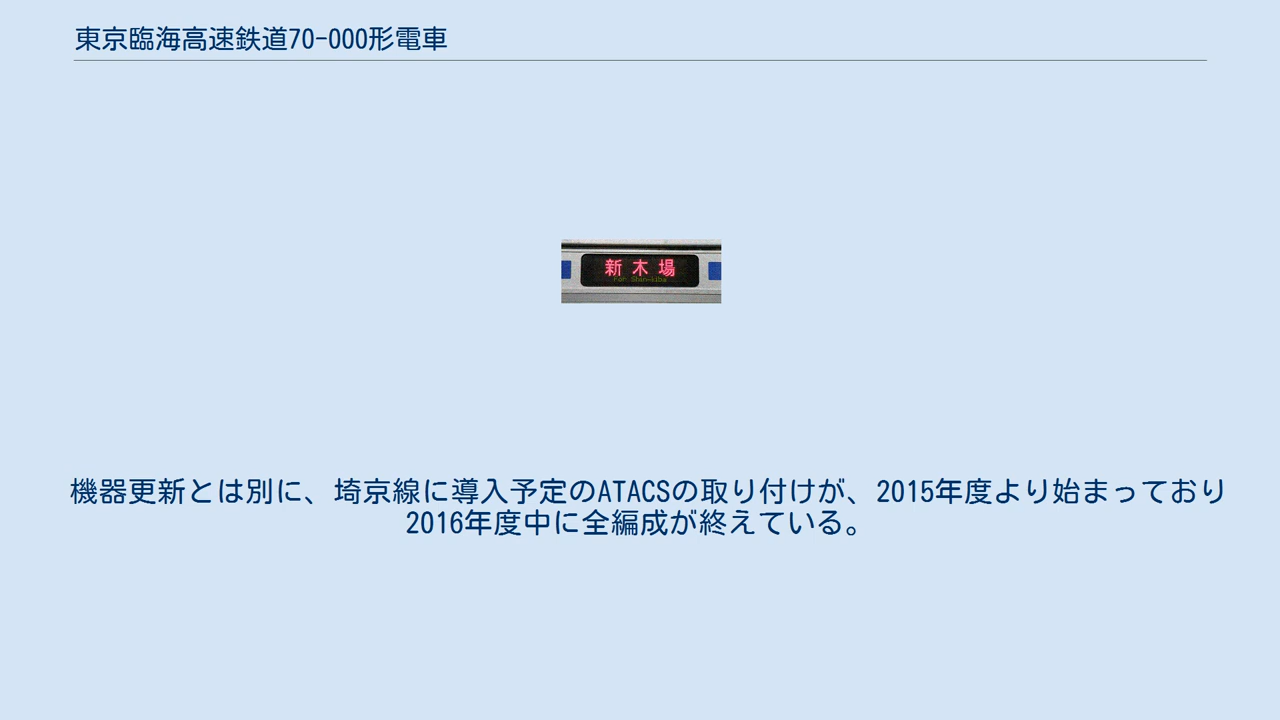 東京臨海高速鉄道70-000形電車
新木場
For Shin-kiba
機器更新とは別に、埼京線に導入予定のATACSの取り付けが、2015年度より始まっており
2016年度中に全編成が終えている。